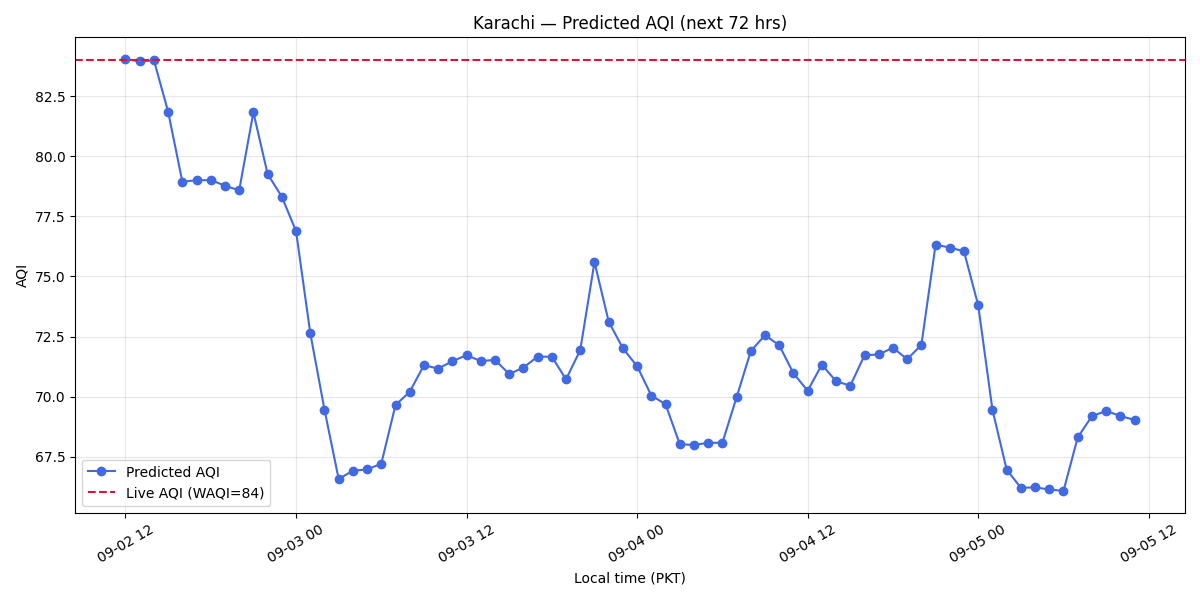 Karachi — Predicted AQI (next 72 hrs)
82.5
80.0
77.5
75.0
72.5
70.0
67.5
AQI
Predicted AQI
Live AQI (WAQI=84)
09-02 12
09-03 00
09-03 12
09-04 00
09-04 12
09-05 00
09-05 12
Local time (PKT)